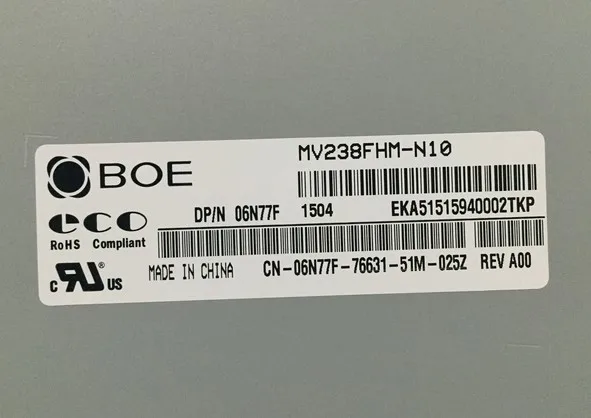 BOE
MV238FHM-N10
eco
RoHS Compliant
DP/N 06N77F 1504 EKA51515940002TKP
c RU US
MADE IN CHINA CN-06N77F-76631-51M-025Z REV A00